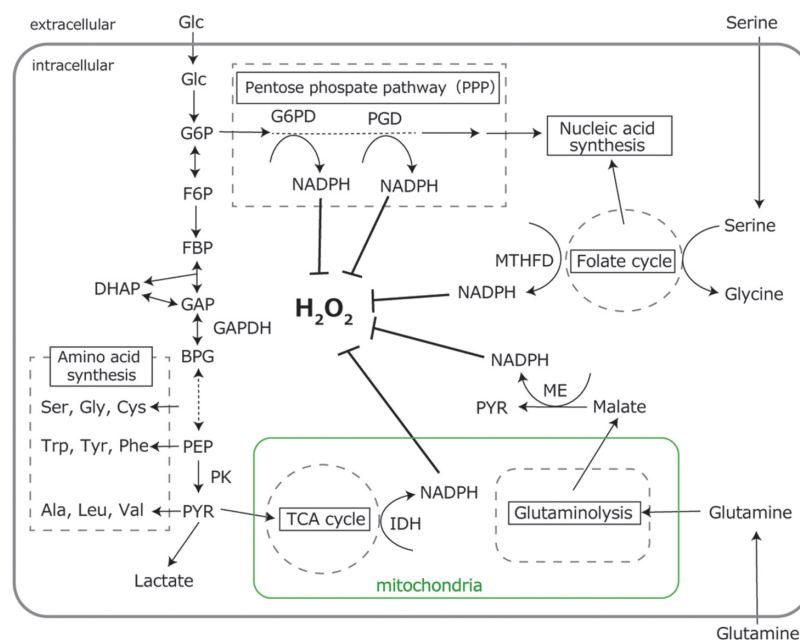 extracellular
Glc
Serine
intracellular
Glc
Pentose phospate pathway (PPP)
G6PD
PGD
G6P
Nucleic acid
synthesis
NADPH
NADPH
F6P
Serine
FBP
MTHFD
Folate cycle
DHAP
GAP
NADPH
Glycine
H₂O₂
GAPDH
BPG
Amino acid
synthesis
NADPH
ME
Ser, Gly, Cys
PYR
Malate
Trp, Tyr, Phe
PEP
PK
NADPH
Ala, Leu, Val
PYR
TCA cycle
IDH
Glutaminolysis
Glutamine
Lactate
mitochondria
Glutamine